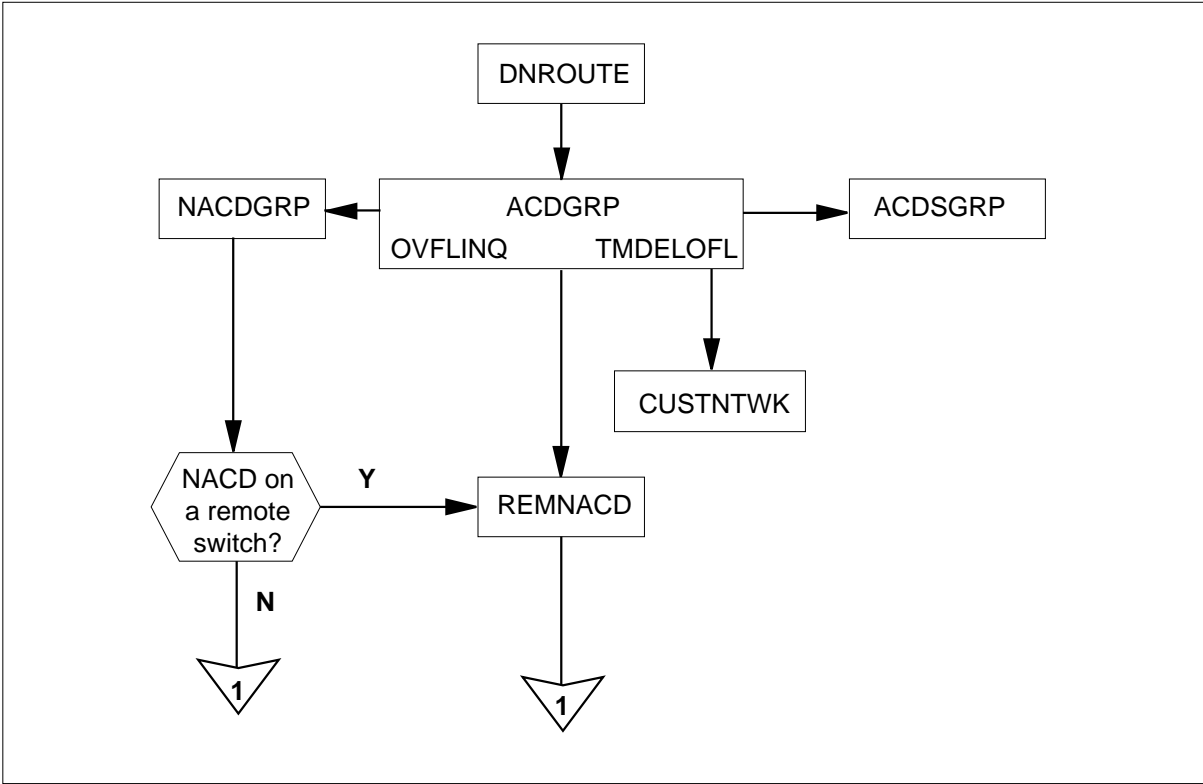 DNROUTE
NACDGRP
ACDGRP
ACDSGRP
OVFLINQ
TMDELOFL
CUSTNTWK
NACD on
a remote
switch?
Y
REMNACD
N
1
1